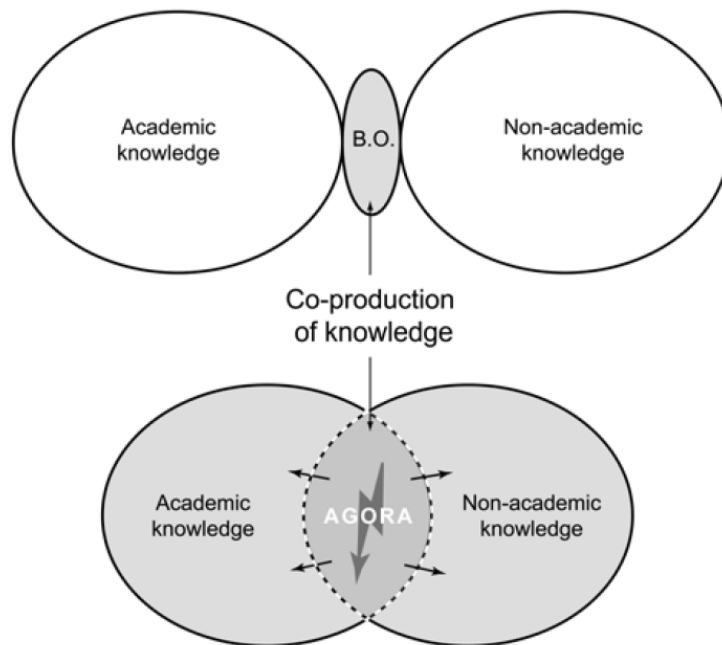 Academic
knowledge
B.O.
Non-academic
knowledge
Co-production
of knowledge
Academic
knowledge
AGORA
Non-academic
knowledge